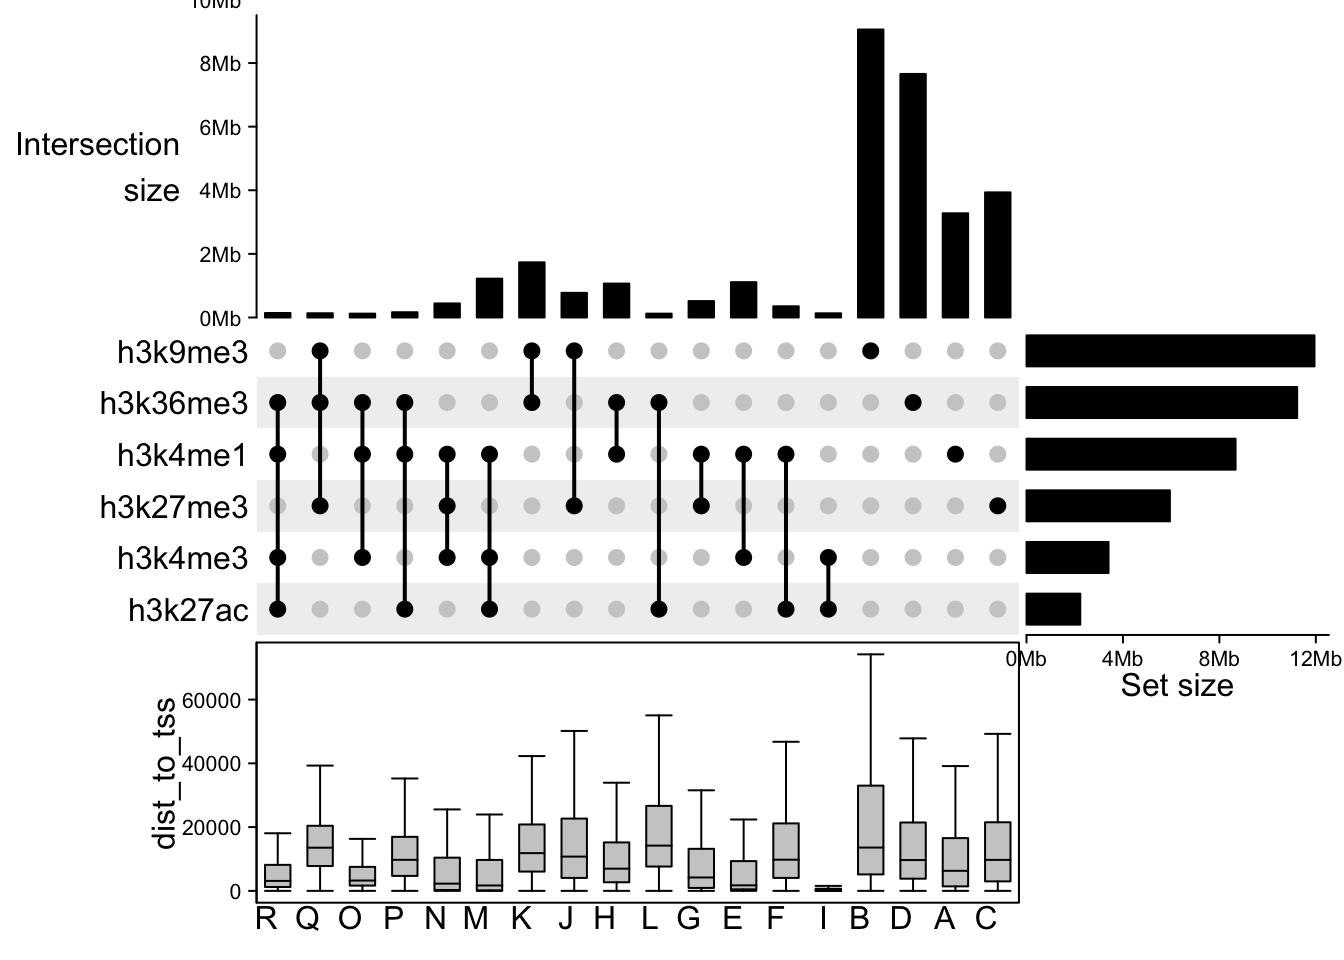 10Mb
8Mb
6Mb
4Mb
2Mb
0Mb
Intersection
size
h3k9me3
h3k36me3
h3k4me1
h3k27me3
h3k4me3
h3k27ac
0Mb 4Mb 8Mb 12Mb
Set size
60000
40000
20000
0
dist_to_tss
R Q O P N M K J H L G E F I B D A C